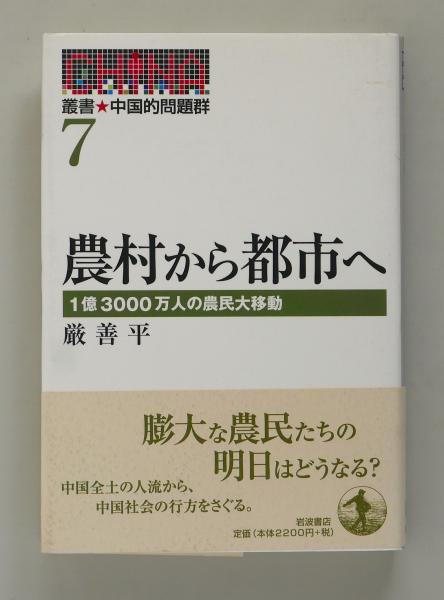 CHINA
叢書★中国的問題群
7
農村から都市へ
1億3000万人の農民大移動
厳善平
膨大な農民たちの
明日はどうなる?
中国全土の人流から、
中国社会の行方をさぐる。
岩波書店
定価(本体2200円+税)